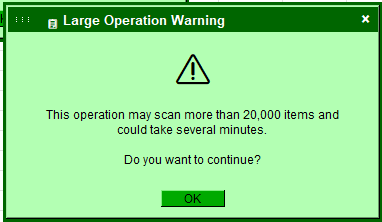 Large Operation Warning
This operation may scan more than 20,000 items and
could take several minutes.
Do you want to continue?
OK